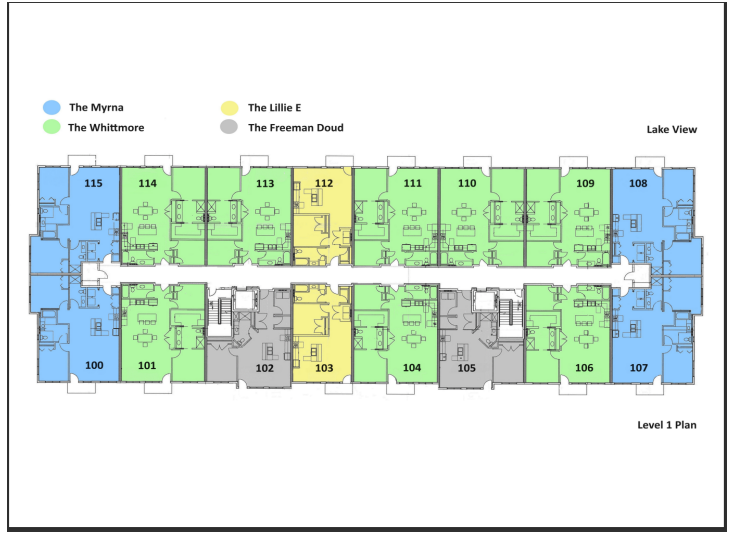 The Myrna
The Lillie E
The Whittmore
The Freeman Doud
Lake View
115 114 113 112 111 110 109 108
100 101 102 103 104 105 106 107
Level 1 Plan